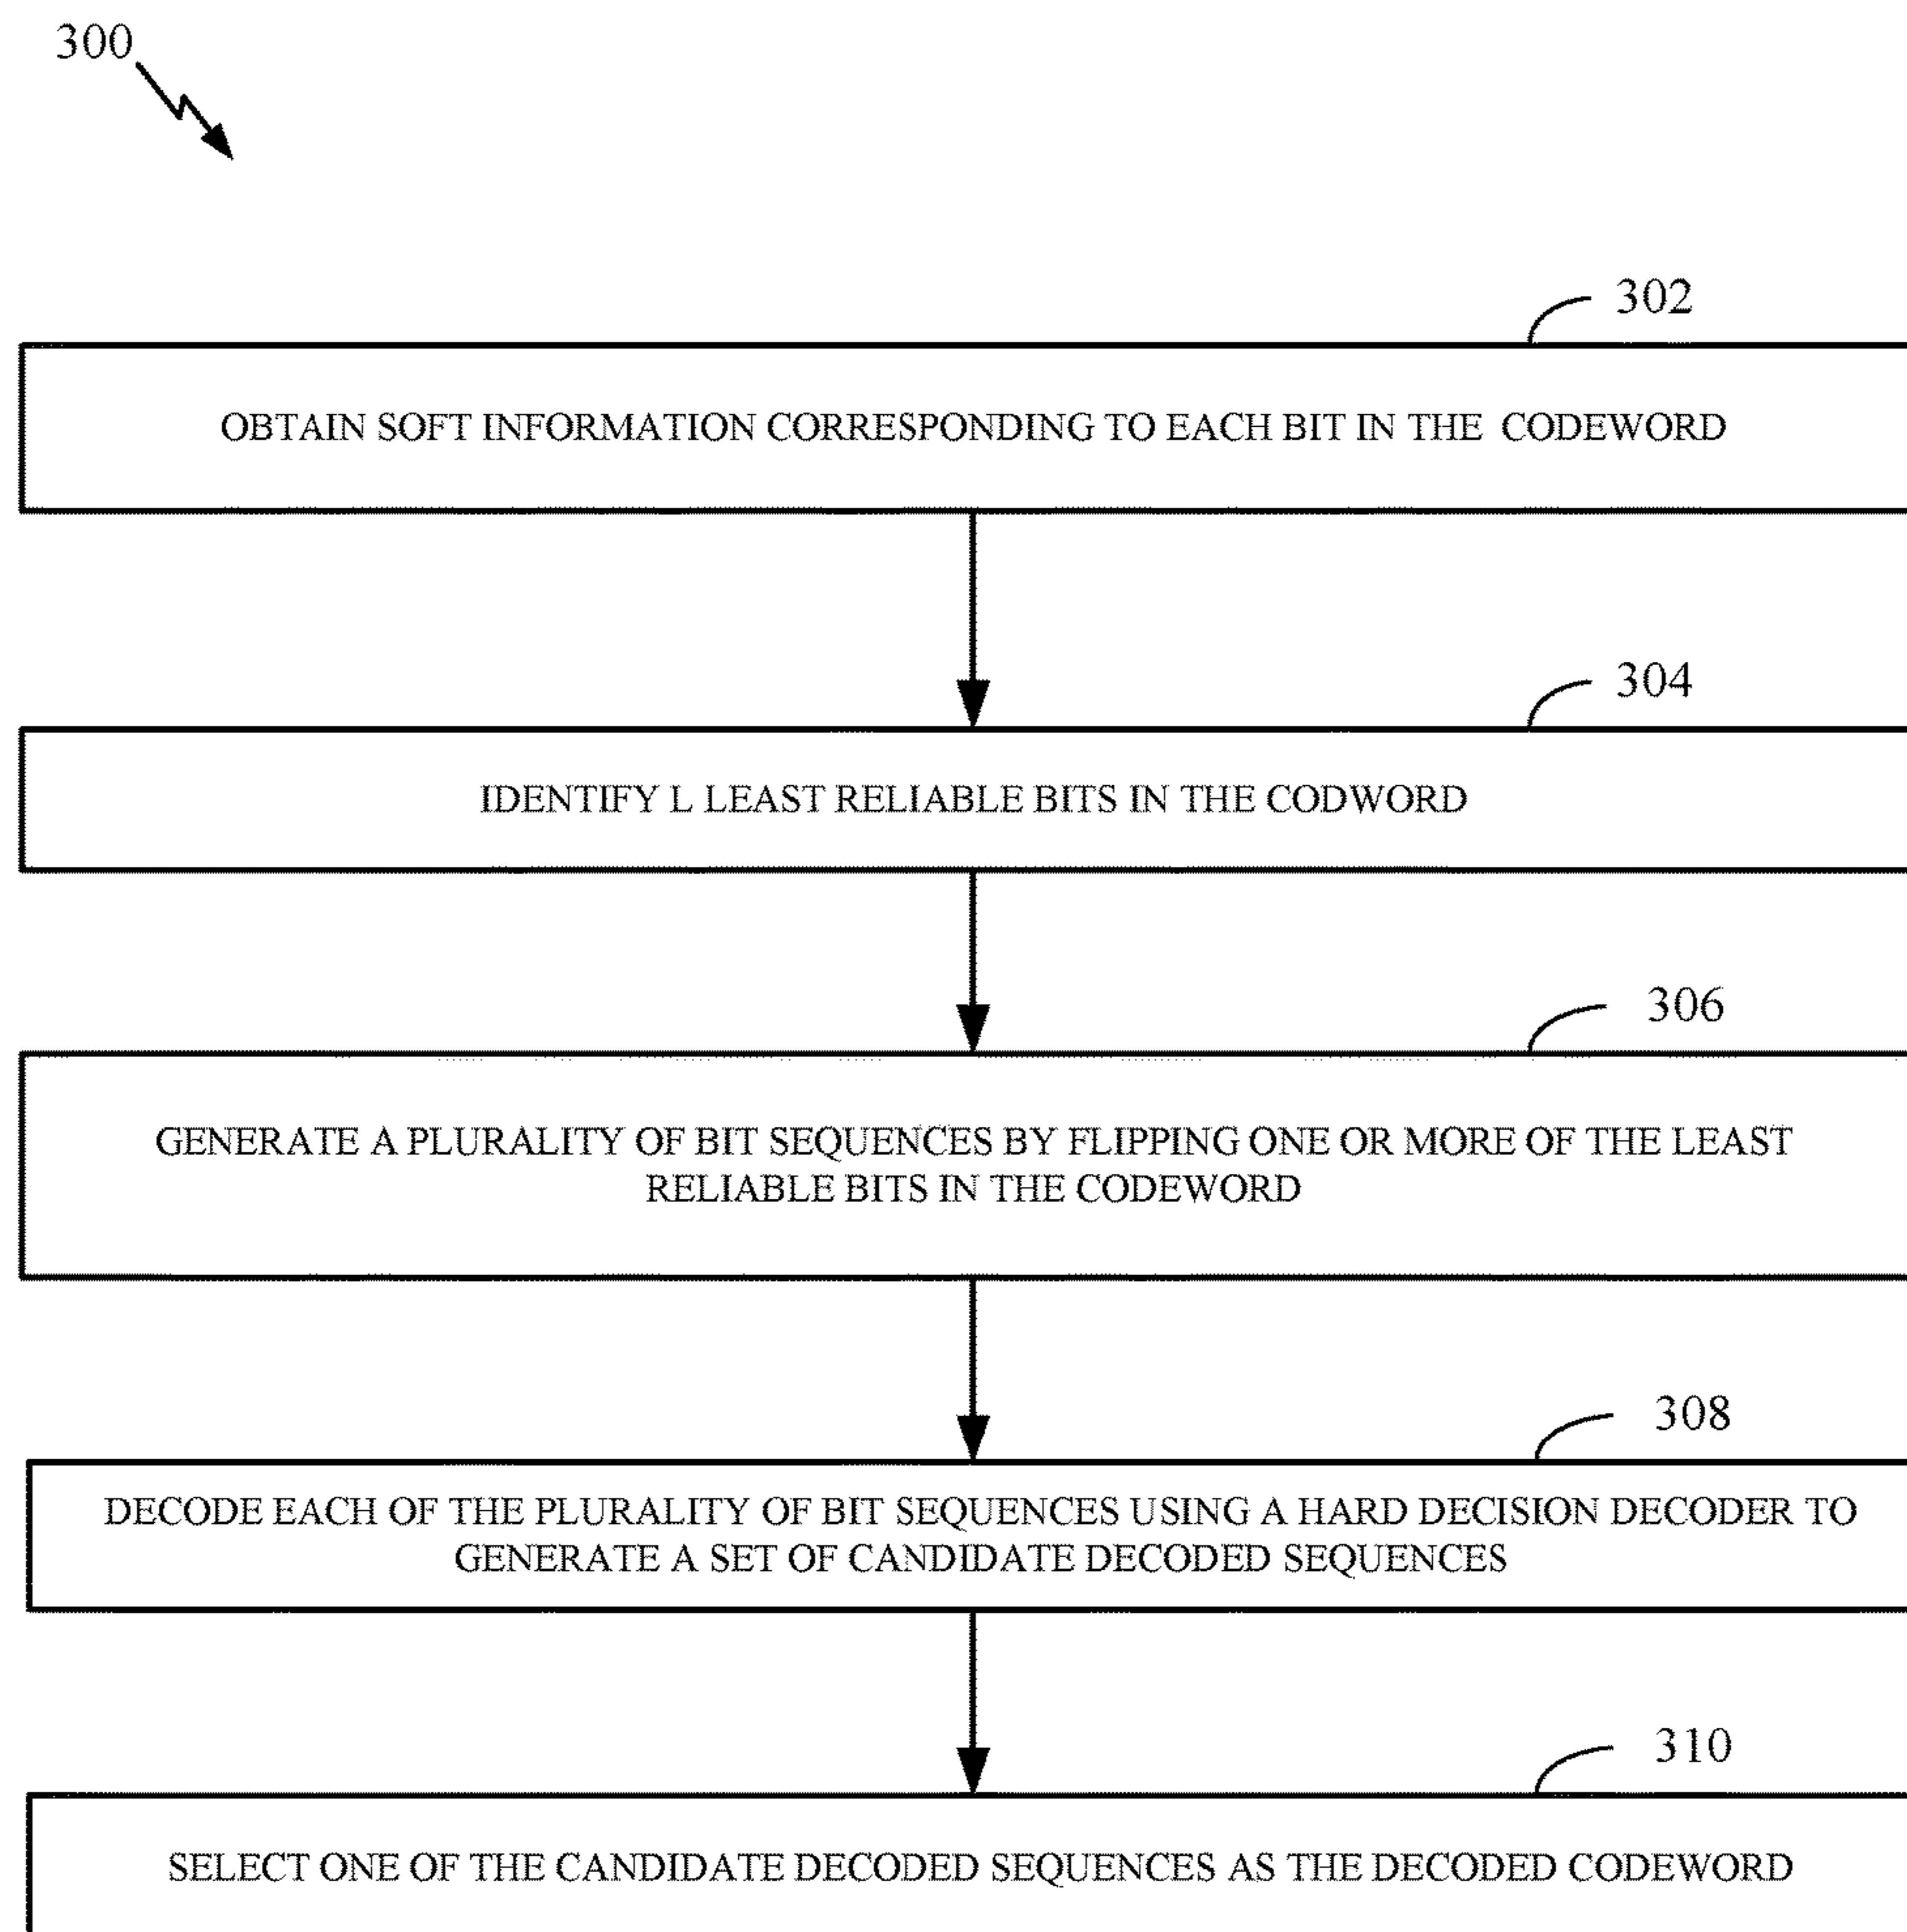 300
302
OBTAIN SOFT INFORMATION CORRESPONDING TO EACH BIT IN THE CODEWORD
304
IDENTIFY L LEAST RELIABLE BITS IN THE CODWORD
306
GENERATE A PLURALITY OF BIT SEQUENCES BY FLIPPING ONE OR MORE OF THE LEAST
RELIABLE BITS IN THE CODEWORD
308
DECODE EACH OF THE PLURALITY OF BIT SEQUENCES USING A HARD DECISION DECODER TO
GENERATE A SET OF CANDIDATE DECODED SEQUENCES
310
SELECT ONE OF THE CANDIDATE DECODED SEQUENCES AS THE DECODED CODEWORD